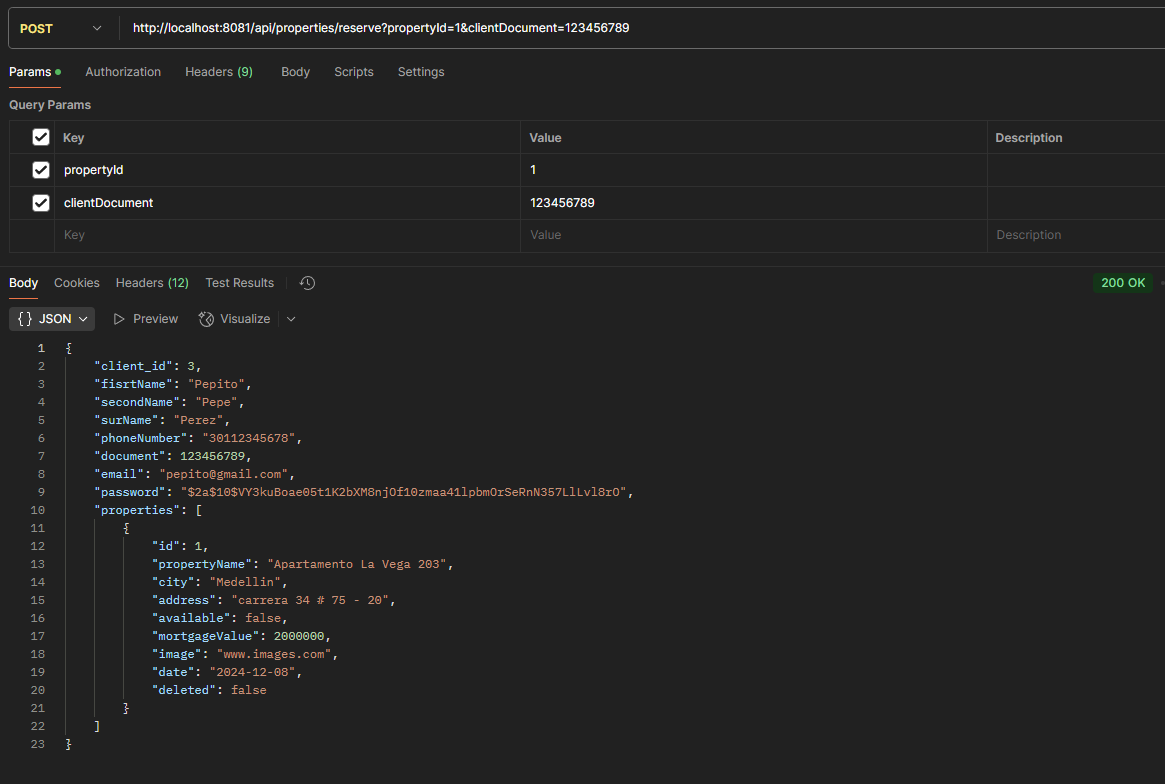 POST http://localhost:8081/api/properties/reserve?propertyId=1&clientDocument=123456789
Params Authorization Headers (9) Body Scripts Settings
Query Params
Key Value Description
propertyId 1
clientDocument 123456789
Key Value Description
Body Cookies Headers (12) Test Results 200 OK
{} JSON Preview Visualize
1 {
2 "client_id": 3,
3 "fisrtName": "Pepito",
4 "secondName": "Pepe",
5 "surName": "Perez",
6 "phoneNumber": "30112345678",
7 "document": 123456789,
8 "email": "pepito@gmail.com",
9 "password": "$2a$10$VY3kuBoae05t1K2bXM8njOf10zmaa41lpbmOrSeRnN357LlLvl8rO",
10 "properties": [
11 {
12 "id": 1,
13 "propertyName": "Apartamento La Vega 203",
14 "city": "Medellin",
15 "address": "carrera 34 # 75 - 20",
16 "available": false,
17 "mortgageValue": 2000000,
18 "image": "www.images.com",
19 "date": "2024-12-08",
20 "deleted": false
21 }
22 ]
23 }